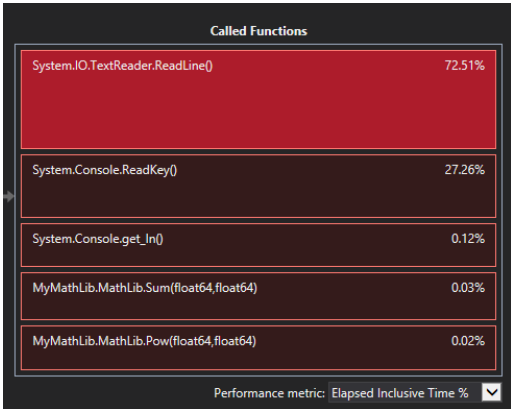 Called Functions
System.IO.TextReader.ReadLine() 72.51%
System.Console.ReadKey() 27.26%
System.Console.get_In() 0.12%
MyMathLib.MathLib.Sum(float64,float64) 0.03%
MyMathLib.MathLib.Pow(float64,float64) 0.02%
Performance metric: Elapsed Inclusive Time %